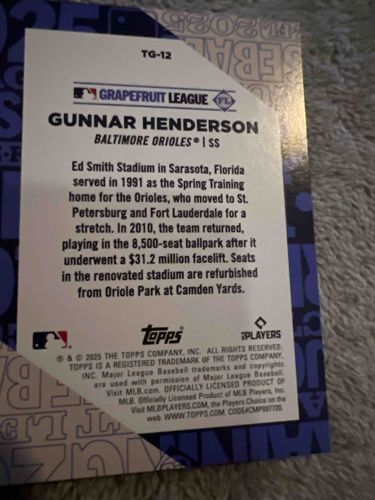 TG-12
GRAPEFRUIT LEAGUE FL
GUNNAR HENDERSON
BALTIMORE ORIOLES® | SS
Ed Smith Stadium in Sarasota, Florida
served in 1991 as the Spring Training
home for the Orioles, who moved to St.
Petersburg and Fort Lauderdale for a
stretch. In 2010, the team returned,
playing in the 8,500-seat ballpark after it
underwent a $31.2 million facelift. Seats
in the renovated stadium are refurbished
from Oriole Park at Camden Yards.
topps
PLAYERS
® & © 2025 THE TOPPS COMPANY, INC. ALL RIGHTS RESERVED.
TOPPS IS A REGISTERED TRADEMARK OF THE TOPPS COMPANY,
INC. Major League Baseball trademarks and copyrights
are used with permission of Major League Baseball.
Visit MLB.com. OFFICIALLY LICENSED PRODUCT OF
MLB. Officially Licensed Product of MLB Players, Inc.
Visit MLBPLAYERS.com, the Players Choice on the
web. WWW.TOPPS.COM. CODE#CMP097720.